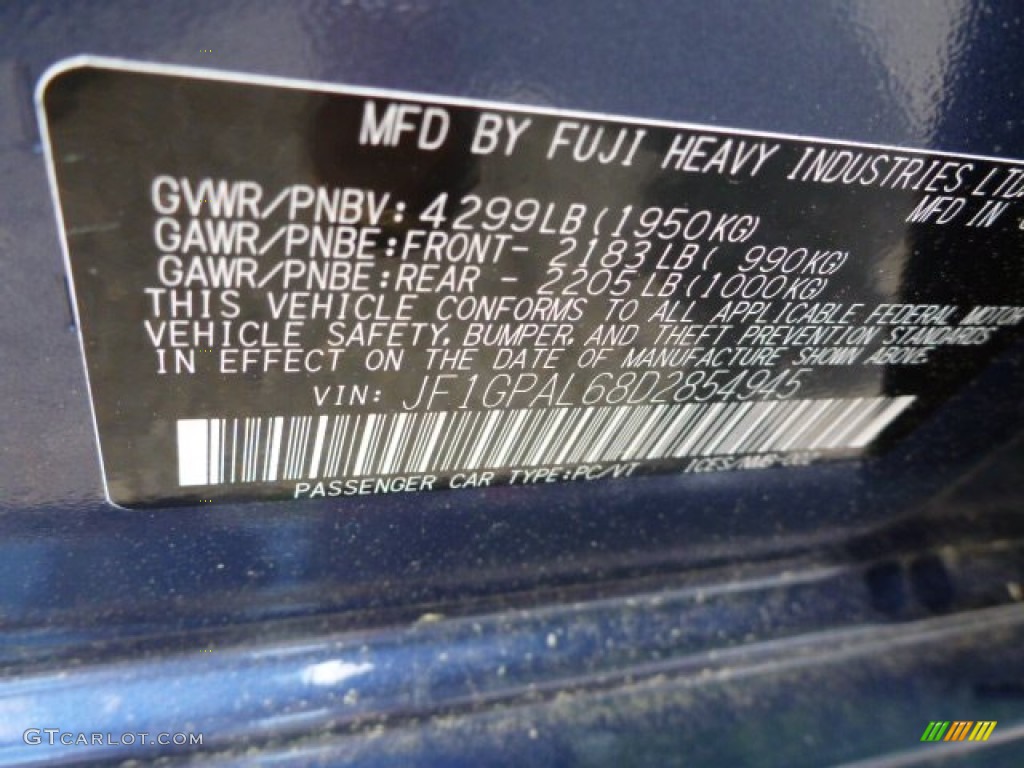 MFD BY FUJI HEAVY INDUSTRIES LTD
MFD IN
GVWR/PNBV: 4299LB(1950KG)
GAWR/PNBE:FRONT- 2183LB( 990KG)
GAWR/PNBE:REAR - 2205LB(1000KG)
THIS VEHICLE CONFORMS TO ALL APPLICABLE FEDERAL MOTOR
VEHICLE SAFETY, BUMPER, AND THEFT PREVENTION STANDARDS
IN EFFECT ON THE DATE OF MANUFACTURE SHOWN ABOVE.
VIN: JF1GPAL68D2854945
PASSENGER CAR TYPE:PC/VT
GTCARLOT.COM